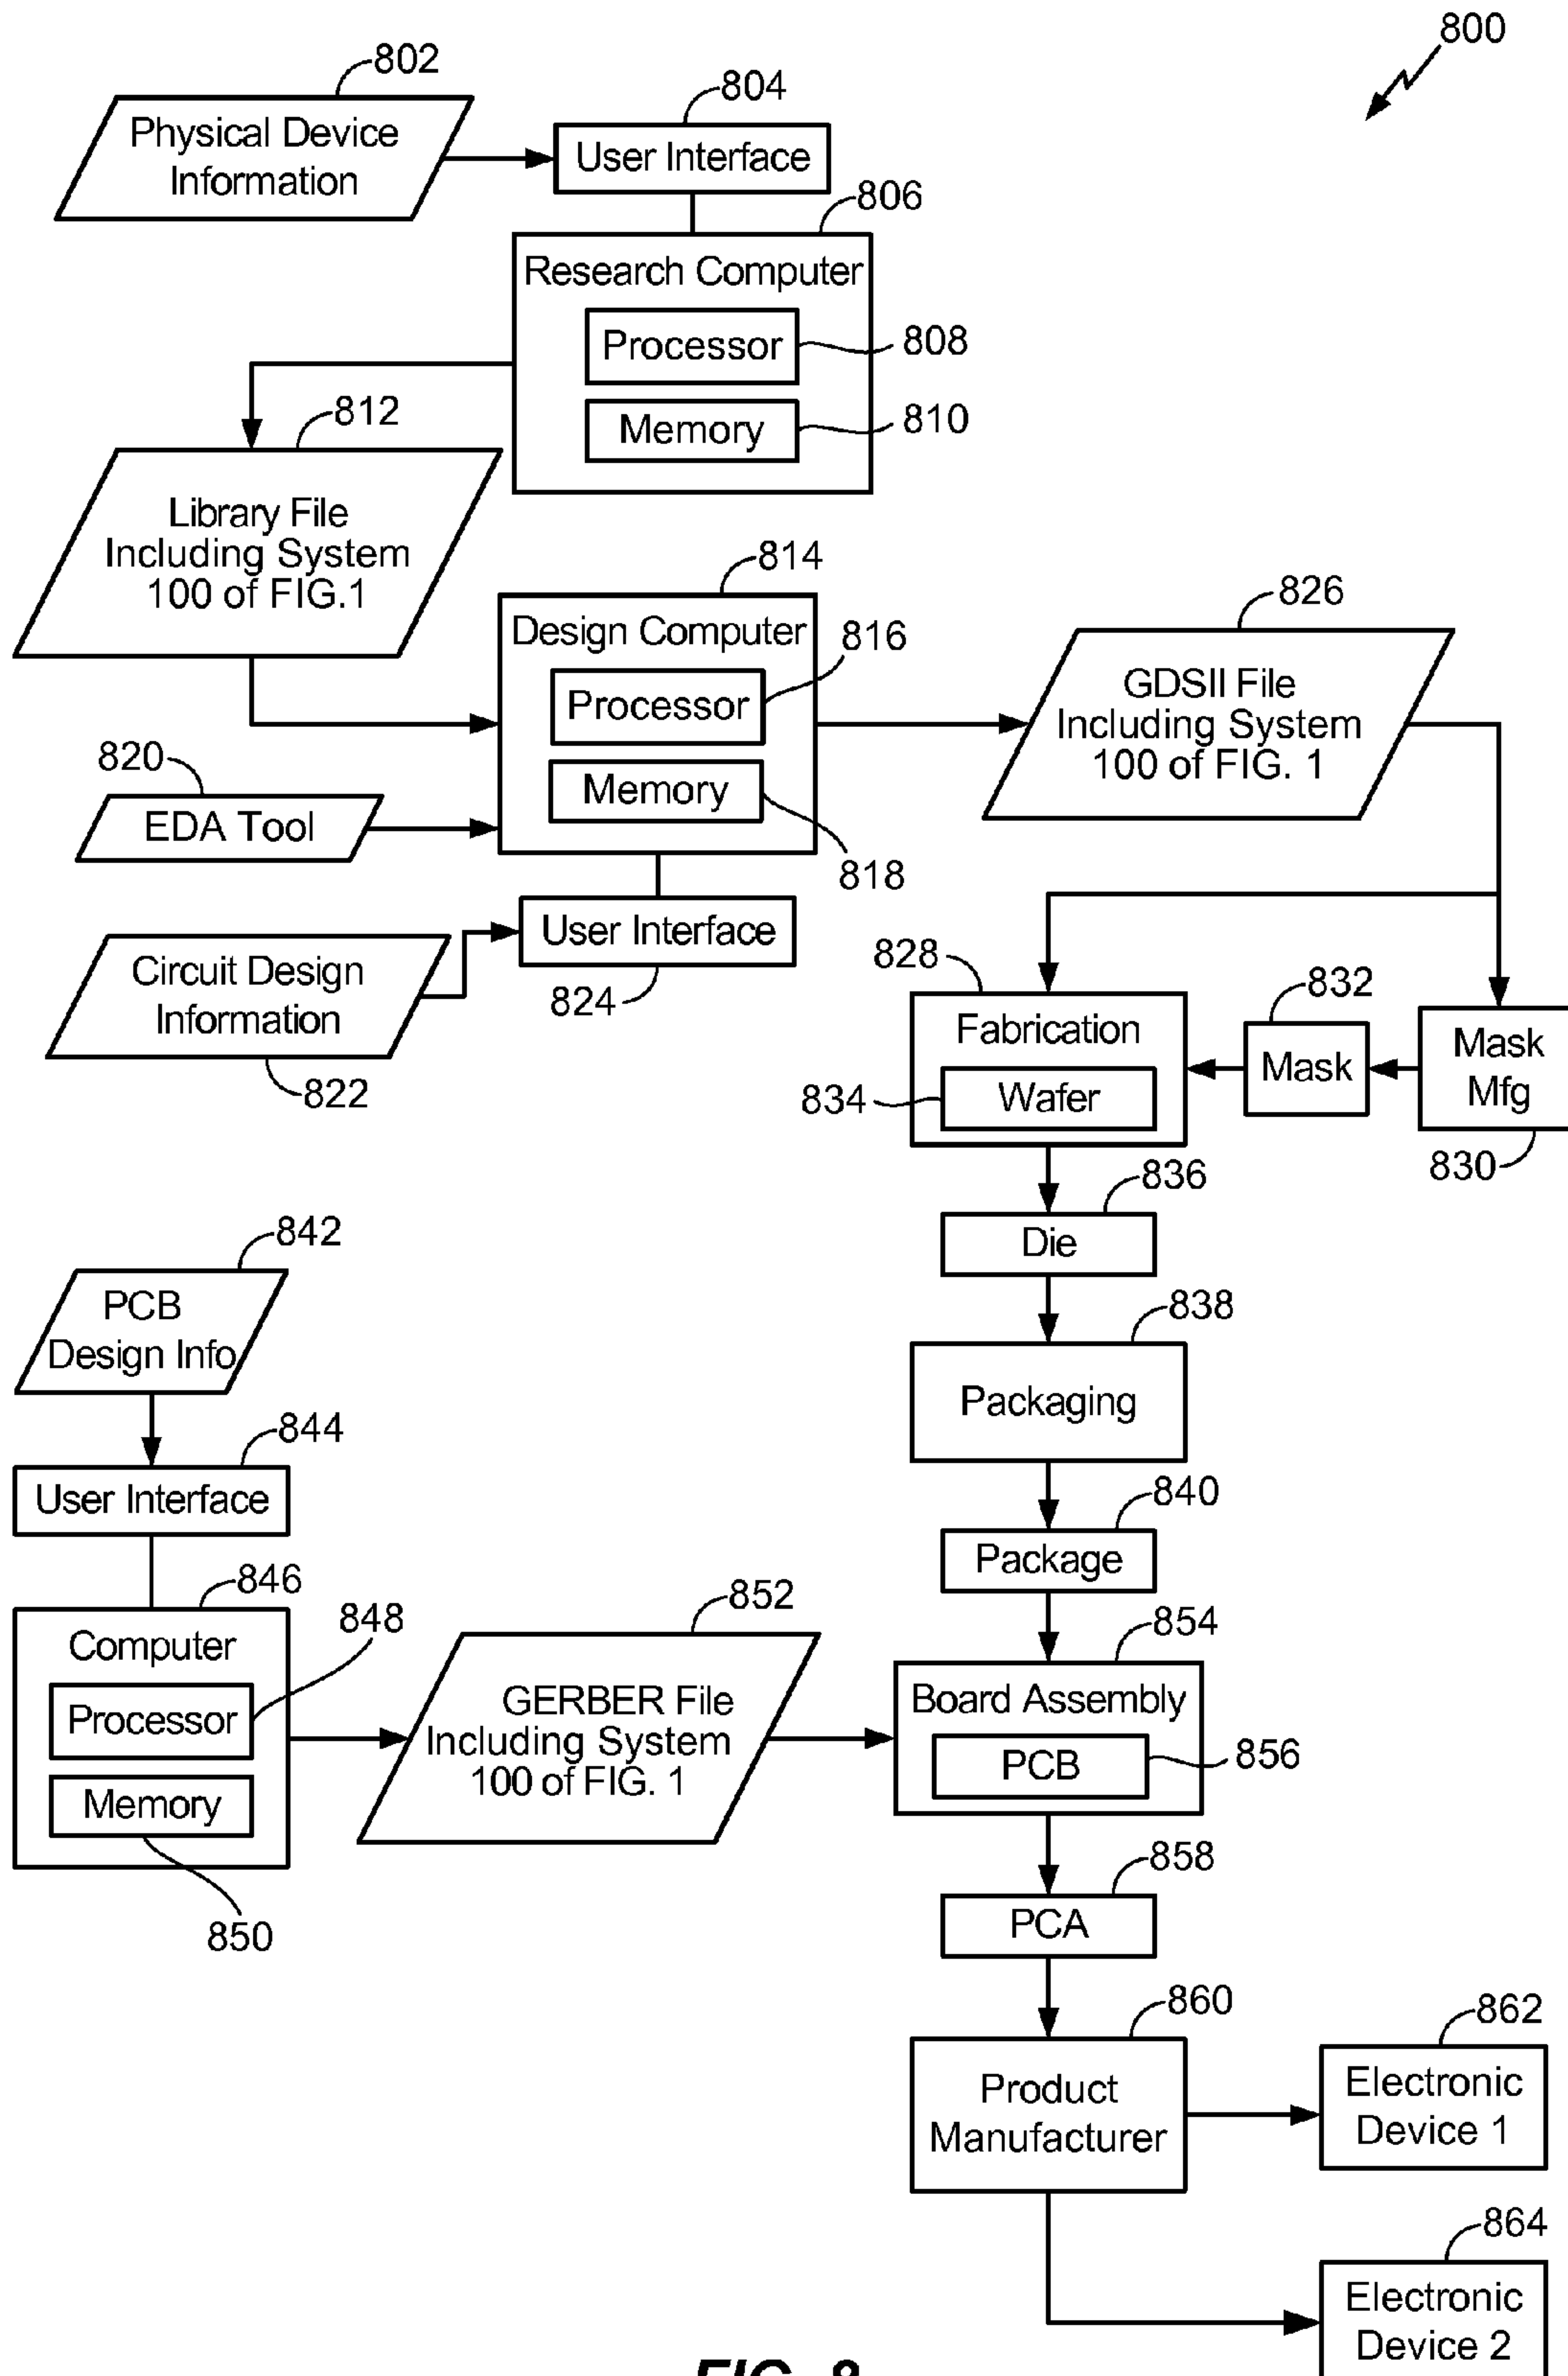 800
802
Physical Device
Information
804
User Interface
806
Research Computer
Processor
808
Memory
810
812
Library File
Including System
100 of FIG.1
814
Design Computer
Processor
816
Memory
818
820
EDA Tool
Circuit Design
Information
822
User Interface
824
826
GDSII File
Including System
100 of FIG. 1
828
Fabrication
834
Wafer
832
Mask
Mask
Mfg
830
836
Die
838
Packaging
840
Package
842
PCB
Design Info
844
User Interface
846
Computer
Processor
848
Memory
850
852
GERBER File
Including System
100 of FIG. 1
854
Board Assembly
PCB
856
858
PCA
860
Product
Manufacturer
862
Electronic
Device 1
864
Electronic
Device 2
FIG. 8